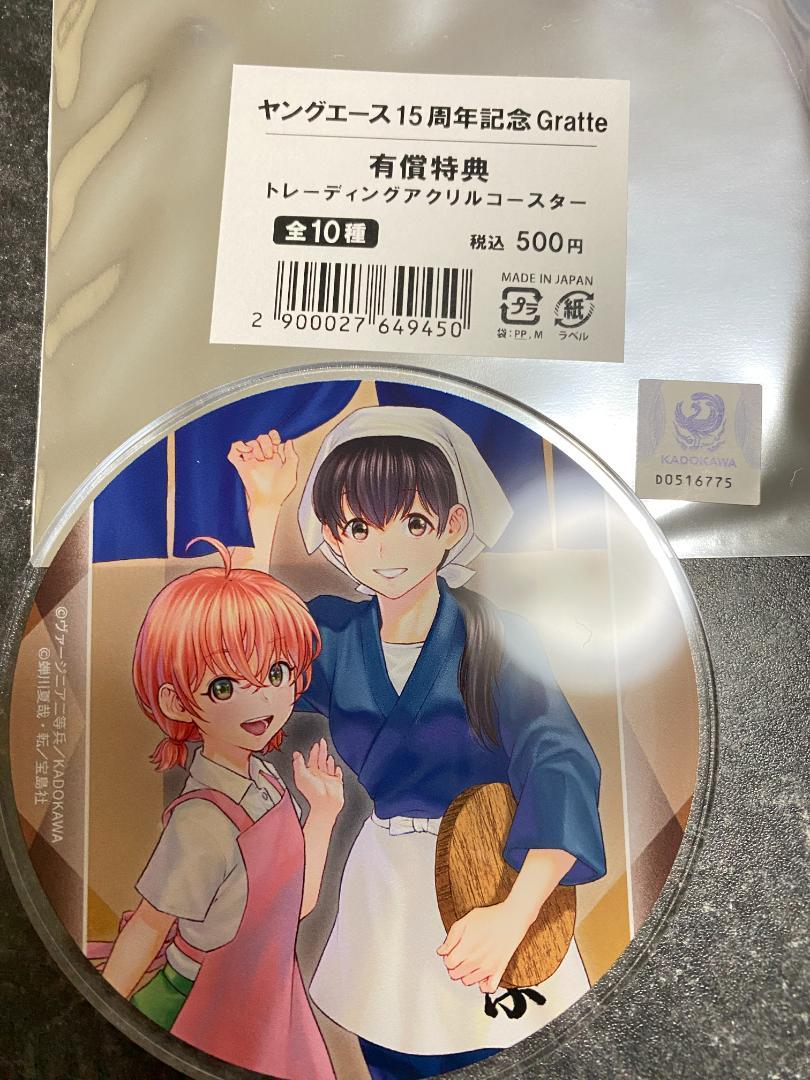 ヤングエース15周年記念Gratte
有償特典
トレーディングアクリルコースター
全10種
税込 500円
MADE IN JAPAN
プラ
紙
袋:PP,M
ラベル
2 900027 649450
KADOKAWA
D0516775
©ヴァージニア二等兵/KADOKAWA
©蝉川夏哉・転/宝島社